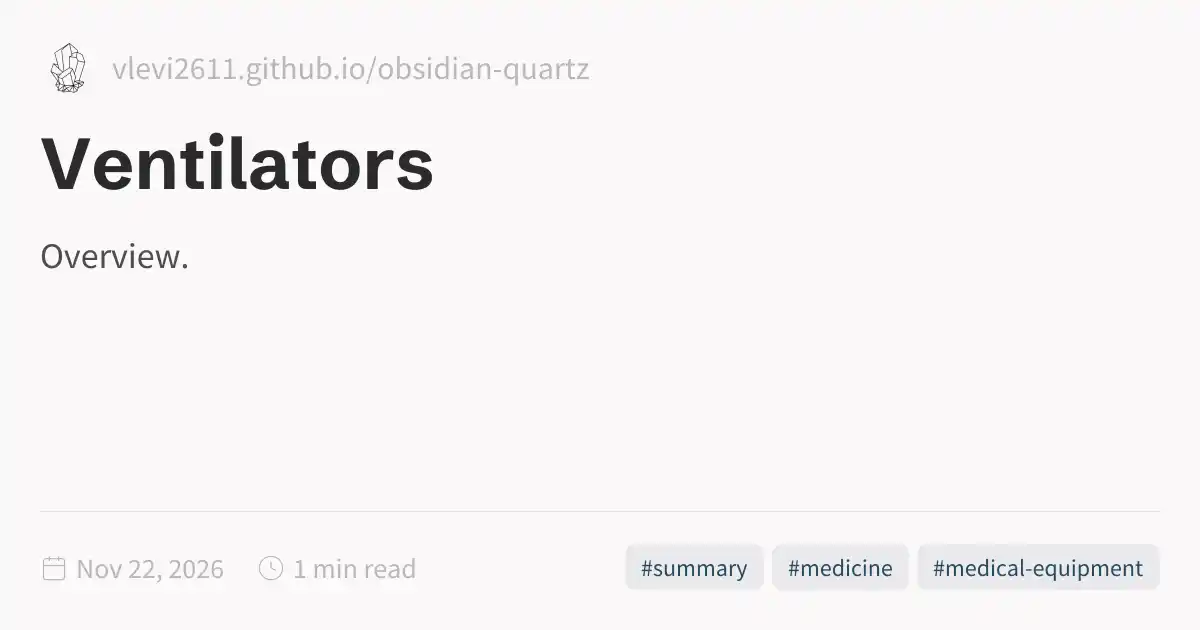 vlevi2611.github.io/obsidian-quartz
Ventilators
Overview.
Nov 22, 2026 1 min read #summary #medicine #medical-equipment